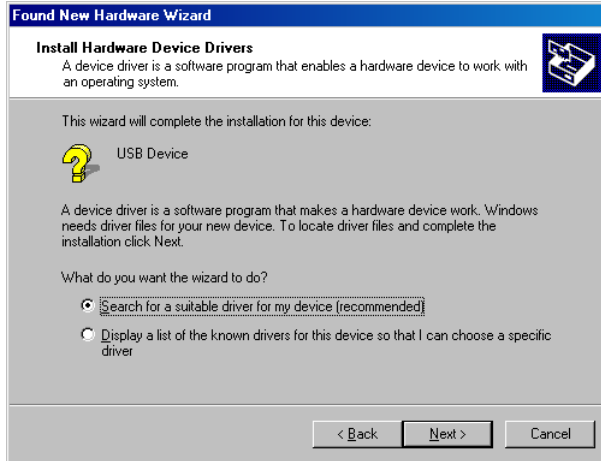 Found New Hardware Wizard
Install Hardware Device Drivers
A device driver is a software program that enables a hardware device to work with
an operating system.
This wizard will complete the installation for this device:
USB Device
A device driver is a software program that makes a hardware device work. Windows
needs driver files for your new device. To locate driver files and complete the
installation click Next.
What do you want the wizard to do?
Search for a suitable driver for my device (recommended)
Display a list of the known drivers for this device so that I can choose a specific
driver
< Back Next > Cancel